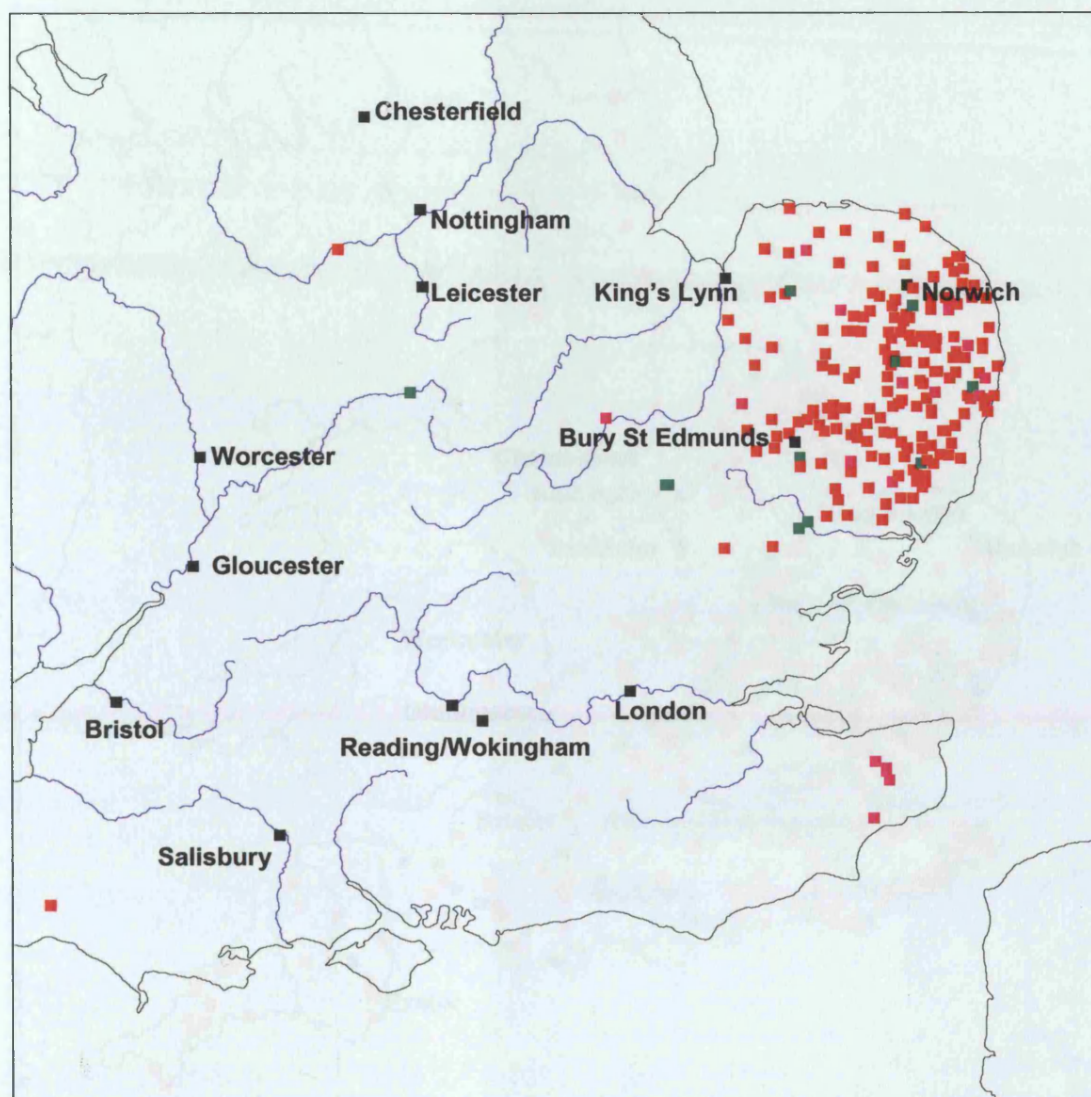 Chesterfield
Nottingham
Leicester
King's Lynn
Norwich
Bury St Edmunds
Worcester
Gloucester
Bristol
London
Reading/Wokingham
Salisbury